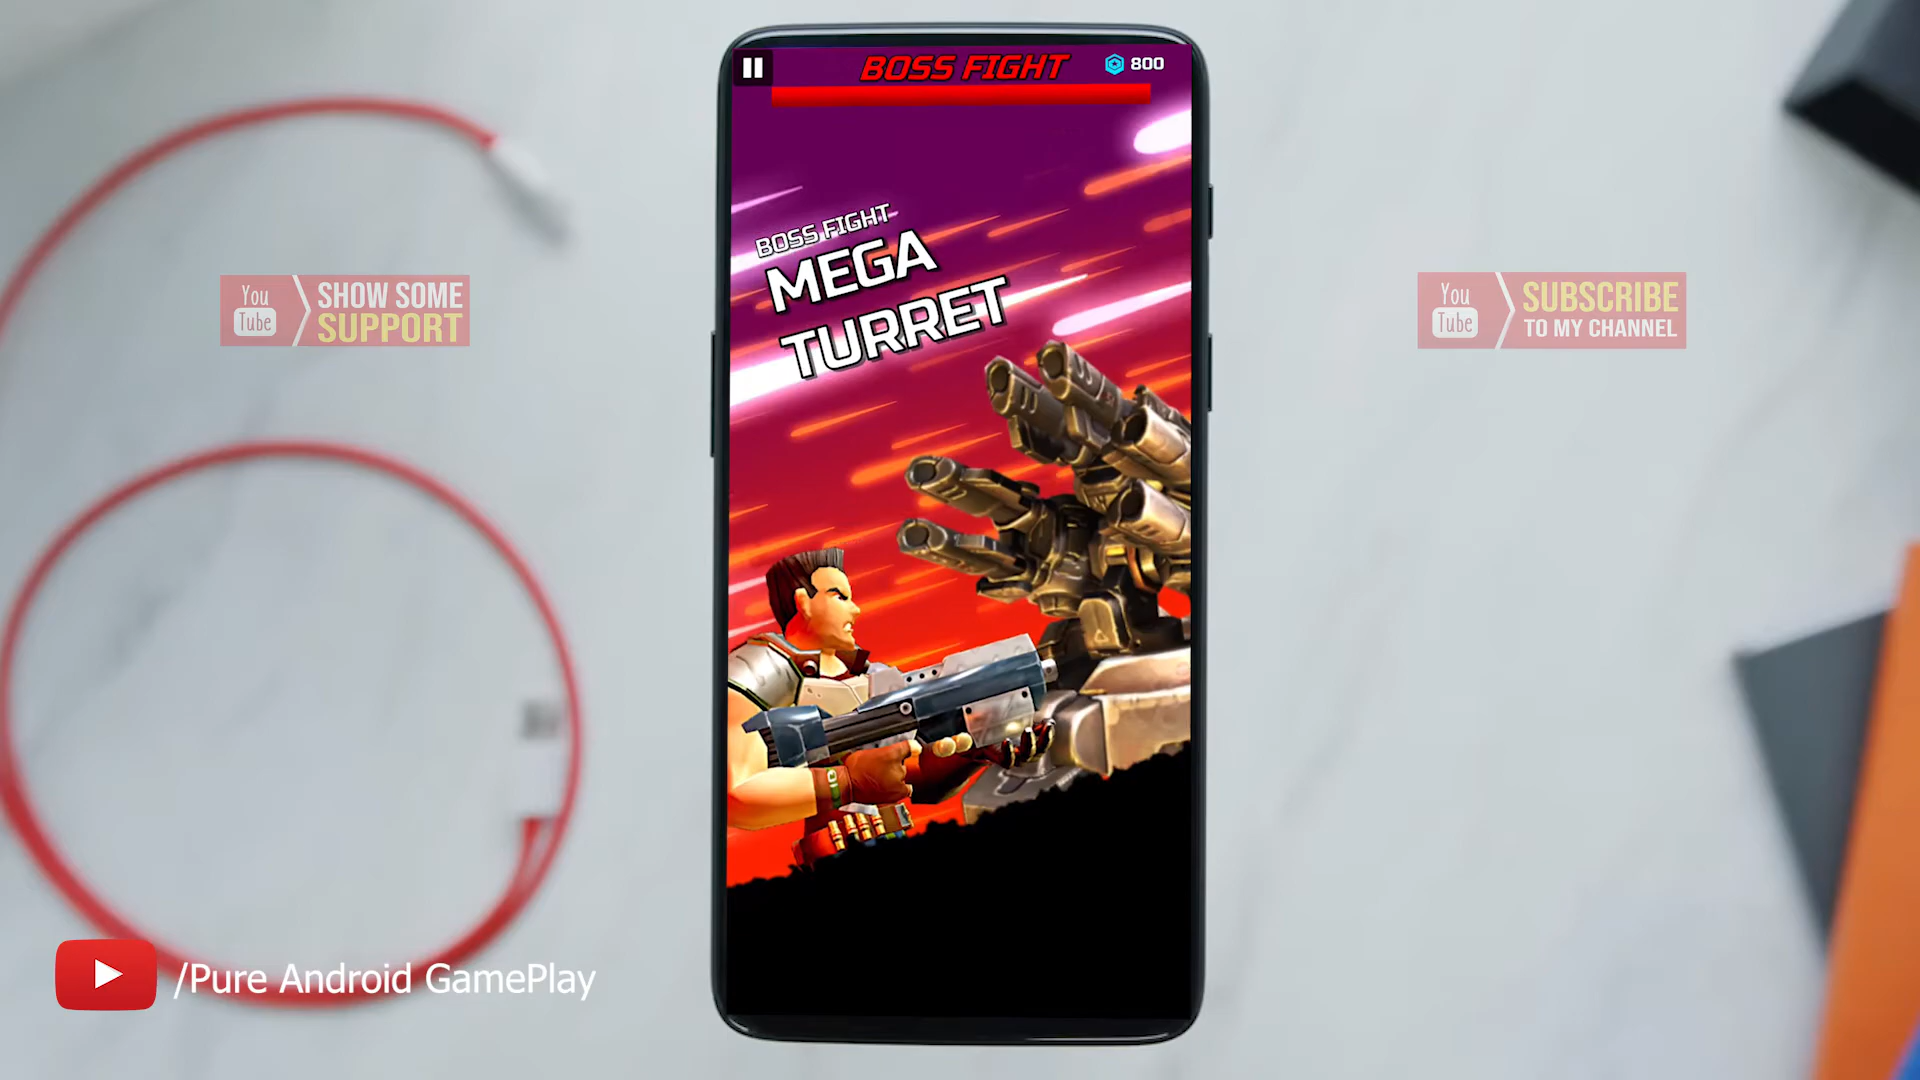 BOSS FIGHT
800
BOSS FIGHT
MEGA
TURRET
You
Tube
SHOW SOME
SUPPORT
You
Tube
SUBSCRIBE
TO MY CHANNEL
/Pure Android GamePlay